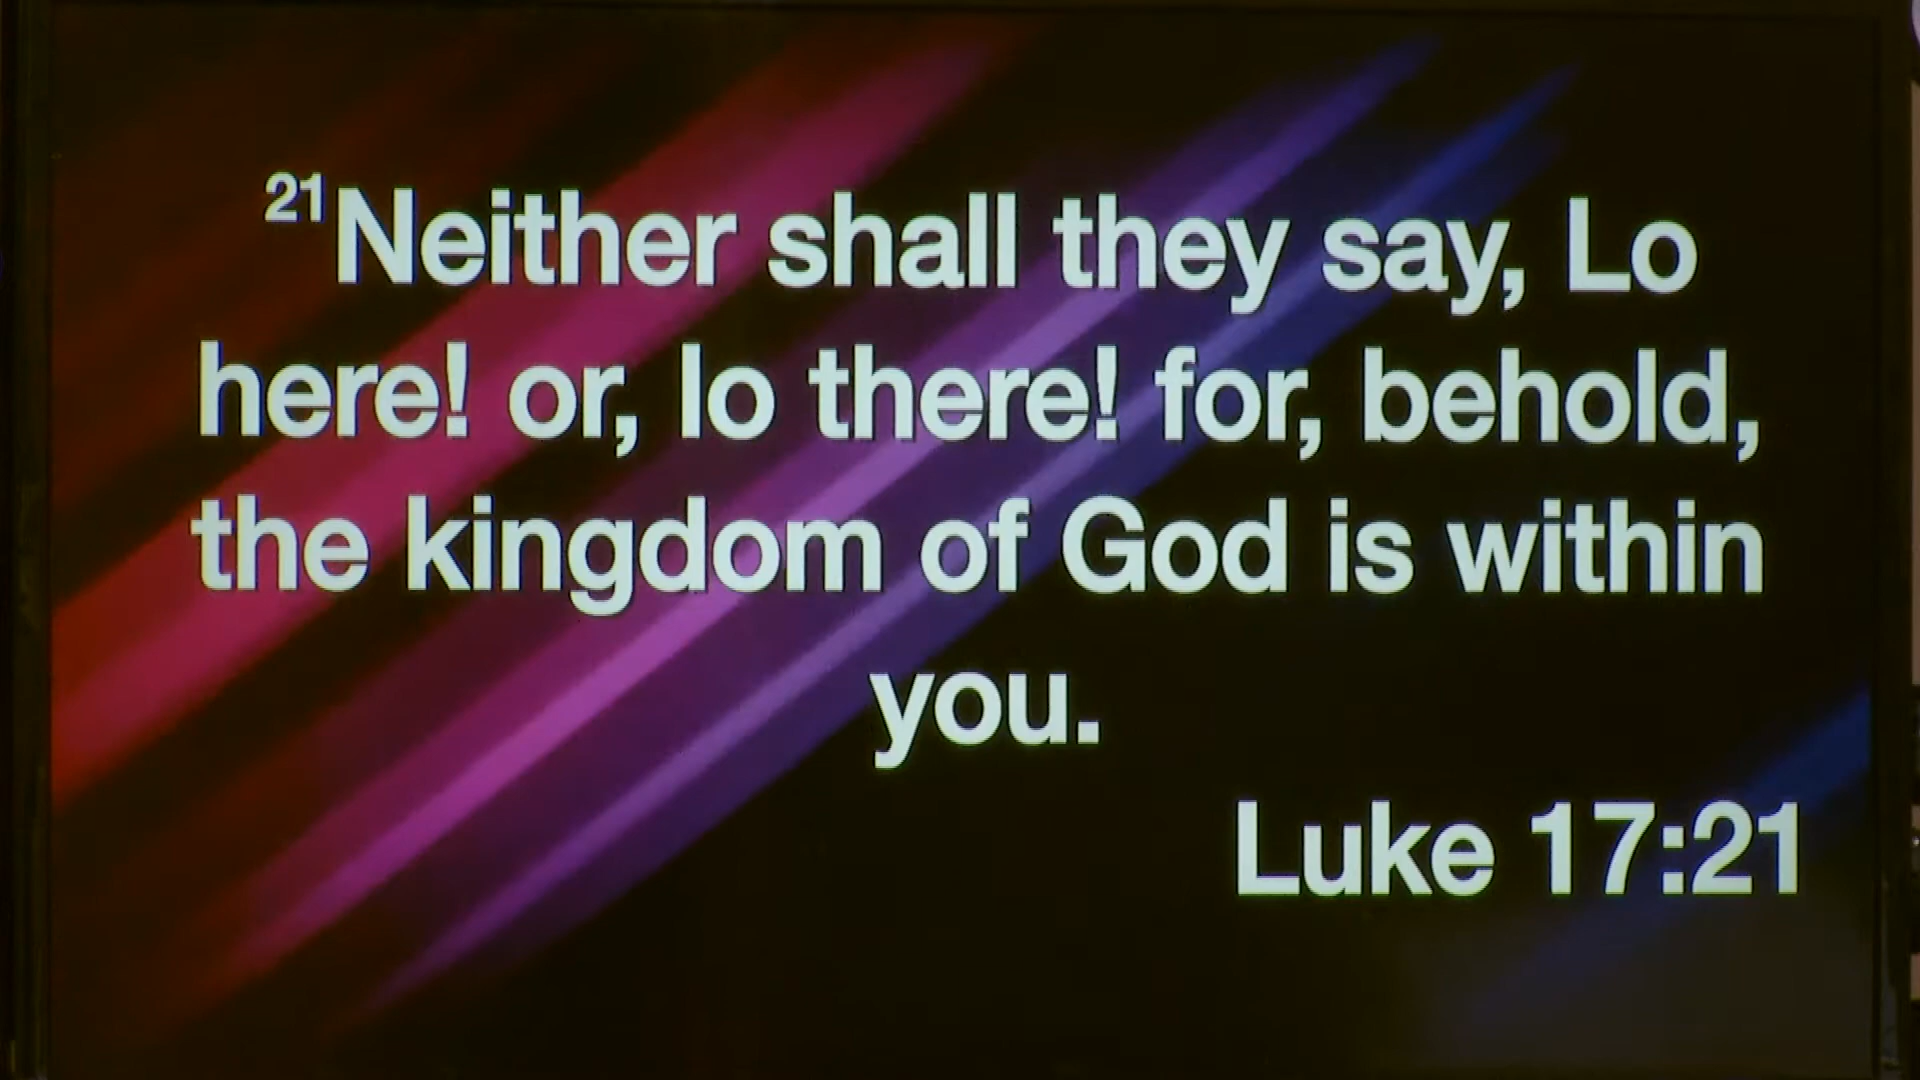 21Neither shall they say, Lo
here! or, lo there! for, behold,
the kingdom of God is within
you.
Luke 17:21